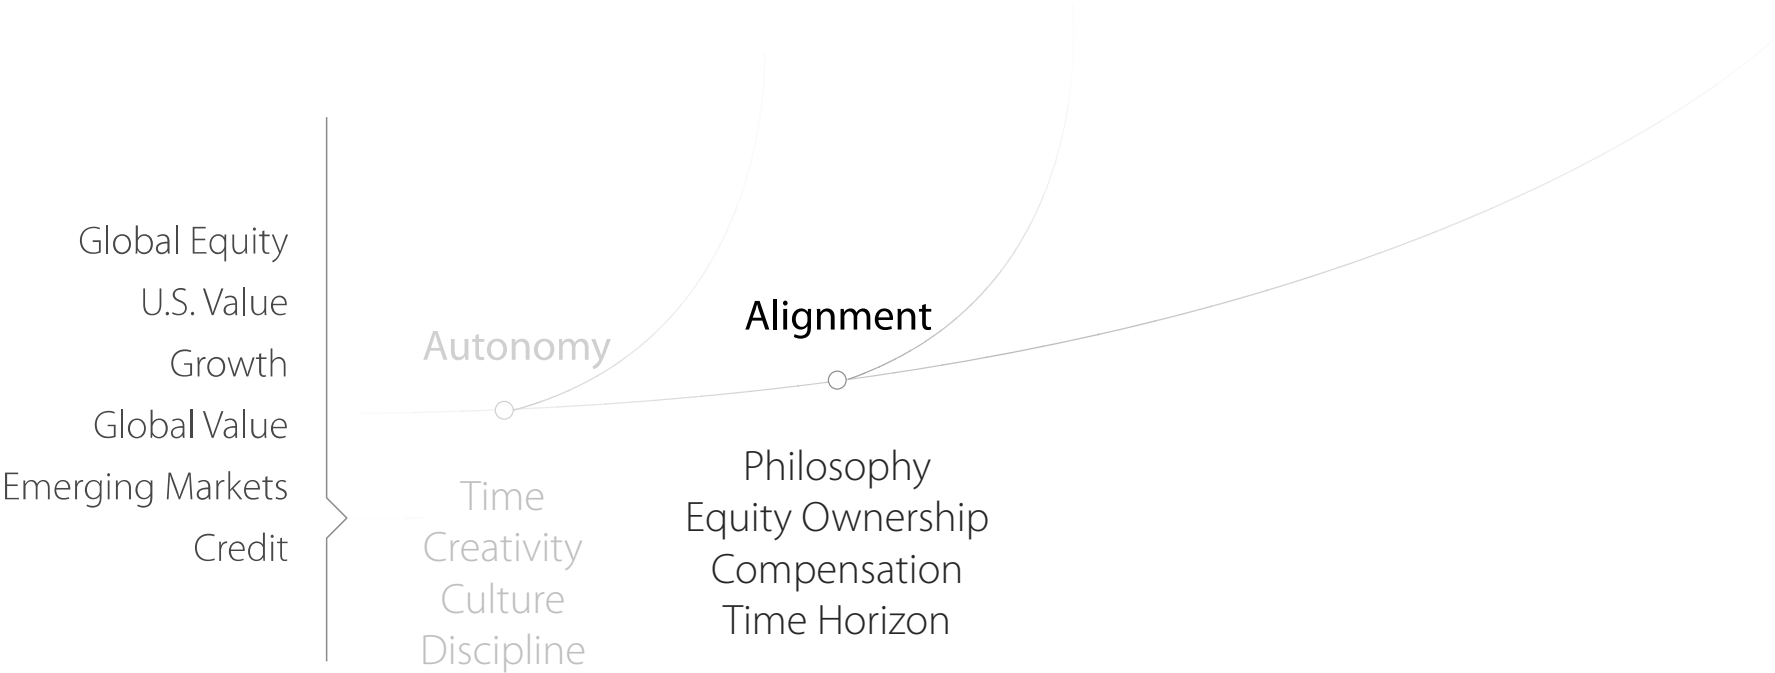 Global Equity
U.S. Value
Growth
Global Value
Emerging Markets
Credit
Autonomy
Time
Creativity
Culture
Discipline
Alignment
Philosophy
Equity Ownership
Compensation
Time Horizon